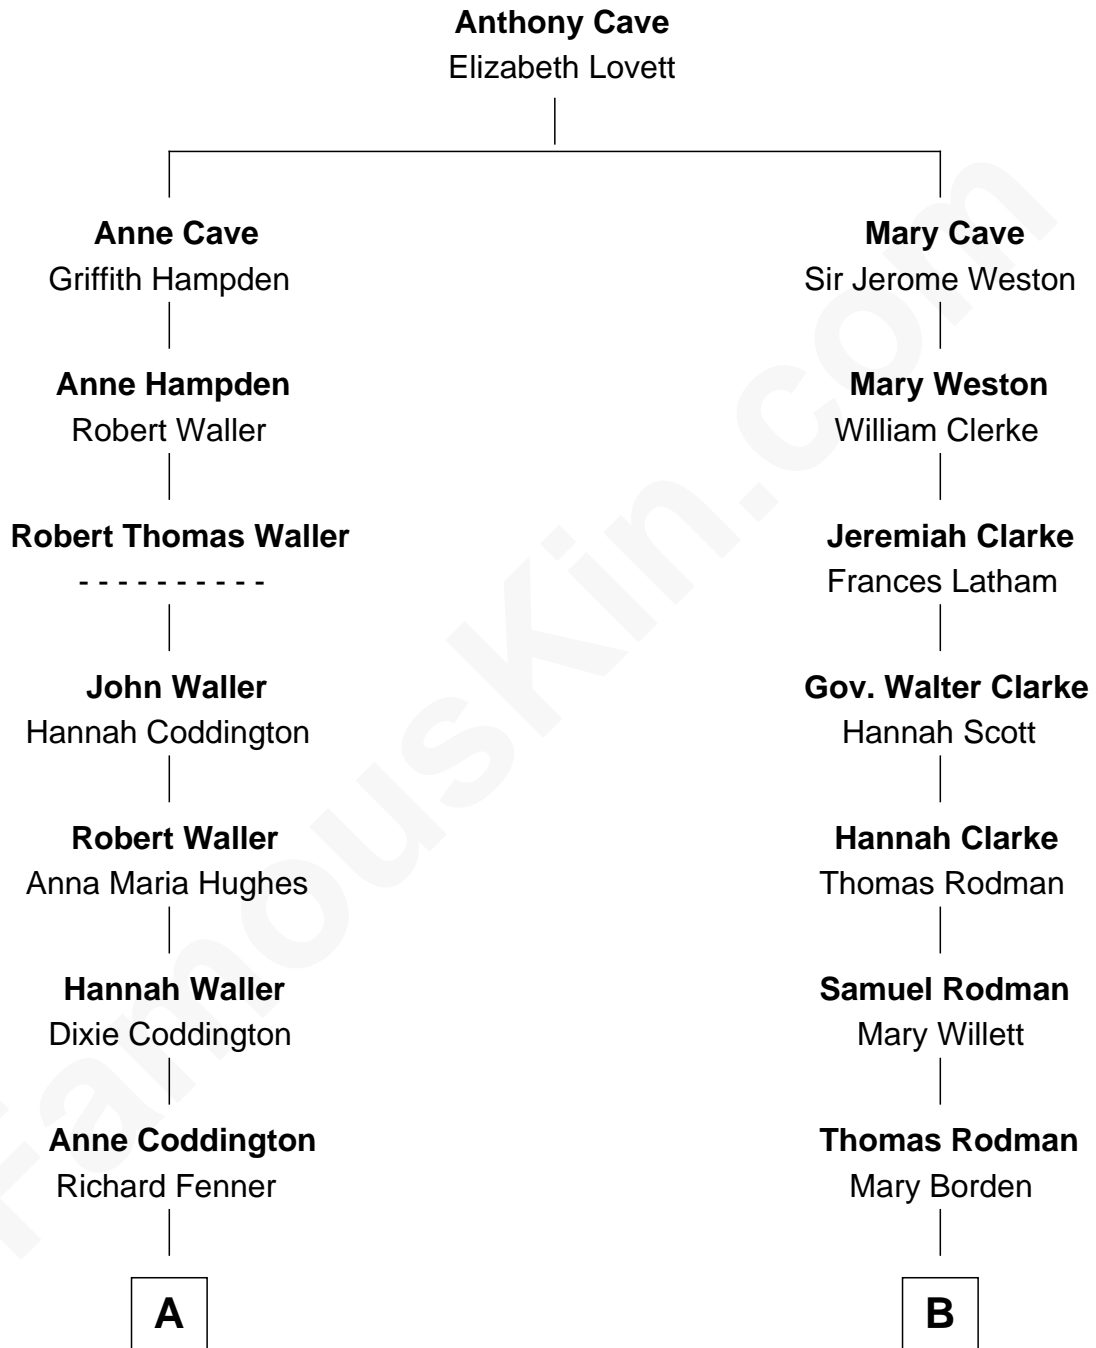 Anthony Cave
Elizabeth Lovett
Anne Cave
Griffith Hampden
Mary Cave
Sir Jerome Weston
Anne Hampden
Robert Waller
Mary Weston
William Clerke
Robert Thomas Waller
- - - - - - - - - -
Jeremiah Clarke
Frances Latham
John Waller
Hannah Coddington
Gov. Walter Clarke
Hannah Scott
Robert Waller
Anna Maria Hughes
Hannah Clarke
Thomas Rodman
Hannah Waller
Dixie Coddington
Samuel Rodman
Mary Willett
Anne Coddington
Richard Fenner
Thomas Rodman
Mary Borden
A
B
FamousKin.com